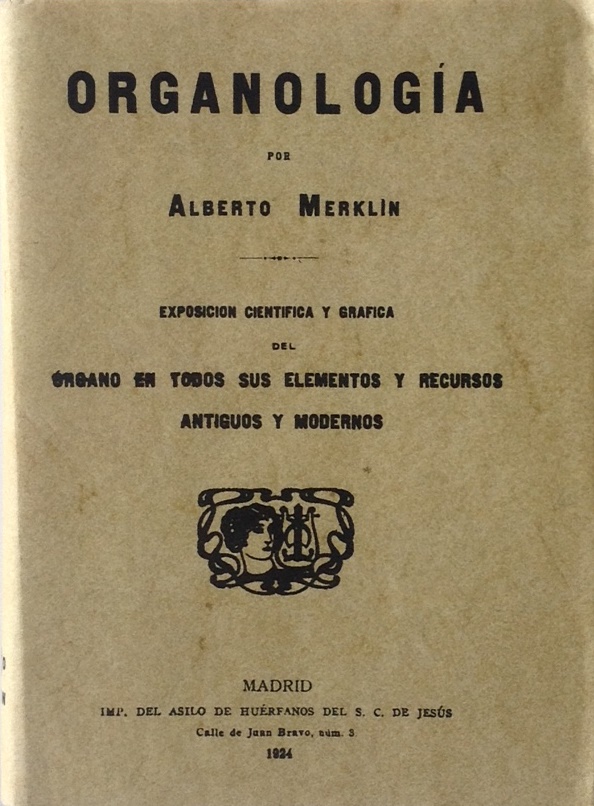 ORGANOLOGÍA
POR
ALBERTO MERKLÍN
EXPOSICION CIENTIFICA Y GRAFICA
DEL
ÓRGANO EN TODOS SUS ELEMENTOS Y RECURSOS
ANTIGUOS Y MODERNOS
MADRID
IMP. DEL ASILO DE HUÉRFANOS DEL S. C. DE JESÚS
Calle de Juan Bravo, núm. 3
1924